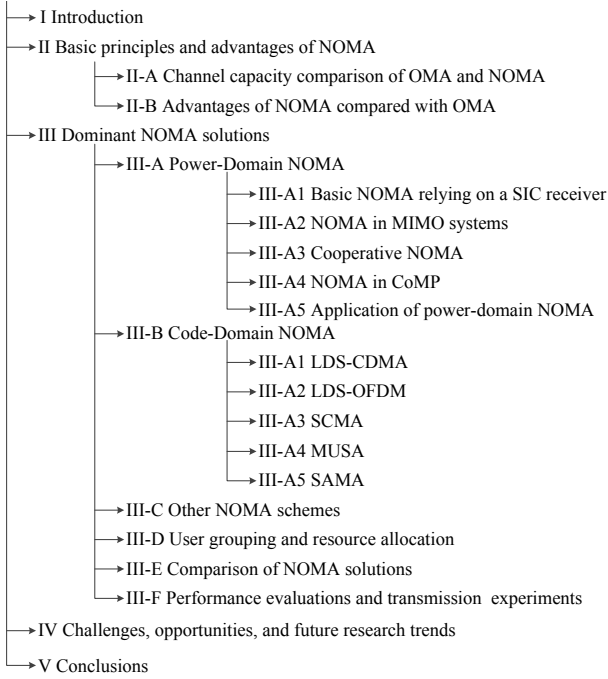 I Introduction
II Basic principles and advantages of NOMA
II-A Channel capacity comparison of OMA and NOMA
II-B Advantages of NOMA compared with OMA
III Dominant NOMA solutions
III-A Power-Domain NOMA
III-A1 Basic NOMA relying on a SIC receiver
III-A2 NOMA in MIMO systems
III-A3 Cooperative NOMA
III-A4 NOMA in CoMP
III-A5 Application of power-domain NOMA
III-B Code-Domain NOMA
III-A1 LDS-CDMA
III-A2 LDS-OFDM
III-A3 SCMA
III-A4 MUSA
III-A5 SAMA
III-C Other NOMA schemes
III-D User grouping and resource allocation
III-E Comparison of NOMA solutions
III-F Performance evaluations and transmission experiments
IV Challenges, opportunities, and future research trends
V Conclusions